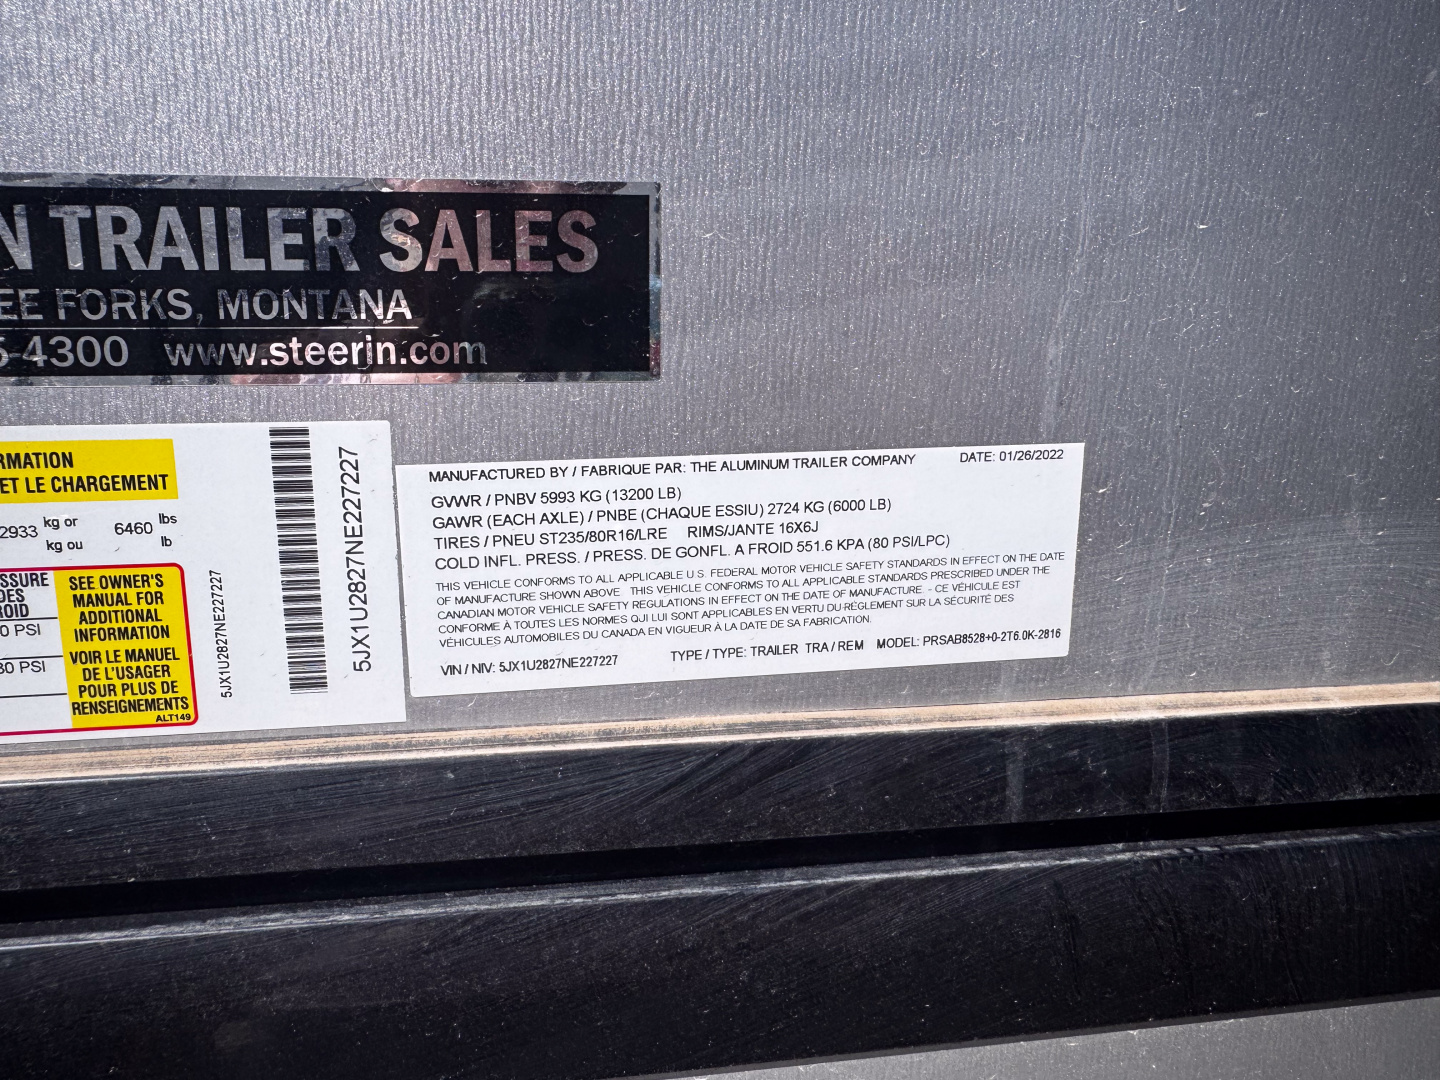 N TRAILER SALES
EE FORKS, MONTANA
5-4300 www.steerin.com
RMATION
ET LE CHARGEMENT
2933 kg or 6460 lbs
kg ou lb
SSURE
DES
ROID
0 PSI
80 PSI
SEE OWNER'S
MANUAL FOR
ADDITIONAL
INFORMATION
VOIR LE MANUEL
DE L'USAGER
POUR PLUS DE
RENSEIGNEMENTS
ALT149
5JX1U2827NE227227
5JX1U2827NE227227
MANUFACTURED BY / FABRIQUE PAR: THE ALUMINUM TRAILER COMPANY DATE: 01/26/2022
GVWR / PNBV 5993 KG (13200 LB)
GAWR (EACH AXLE) / PNBE (CHAQUE ESSIU) 2724 KG (6000 LB)
TIRES / PNEU ST235/80R16/LRE RIMS/JANTE 16X6J
COLD INFL. PRESS. / PRESS. DE GONFL. A FROID 551.6 KPA (80 PSI/LPC)
THIS VEHICLE CONFORMS TO ALL APPLICABLE U.S. FEDERAL MOTOR VEHICLE SAFETY STANDARDS IN EFFECT ON THE DATE
OF MANUFACTURE SHOWN ABOVE THIS VEHICLE CONFORMS TO ALL APPLICABLE STANDARDS PRESCRIBED UNDER THE
CANADIAN MOTOR VEHICLE SAFETY REGULATIONS IN EFFECT ON THE DATE OF MANUFACTURE. - CE VÉHICULE EST
CONFORME À TOUTES LES NORMES QUI LUI SONT APPLICABLES EN VERTU DU RÈGLEMENT SUR LA SÉCURITÉ DES
VÉHICULES AUTOMOBILES DU CANADA EN VIGUEUR À LA DATE DE SA FABRICATION.
VIN / NIV: 5JX1U2827NE227227 TYPE / TYPE: TRAILER TRA / REM MODEL: PRSAB8528+0-2T6.0K-2816